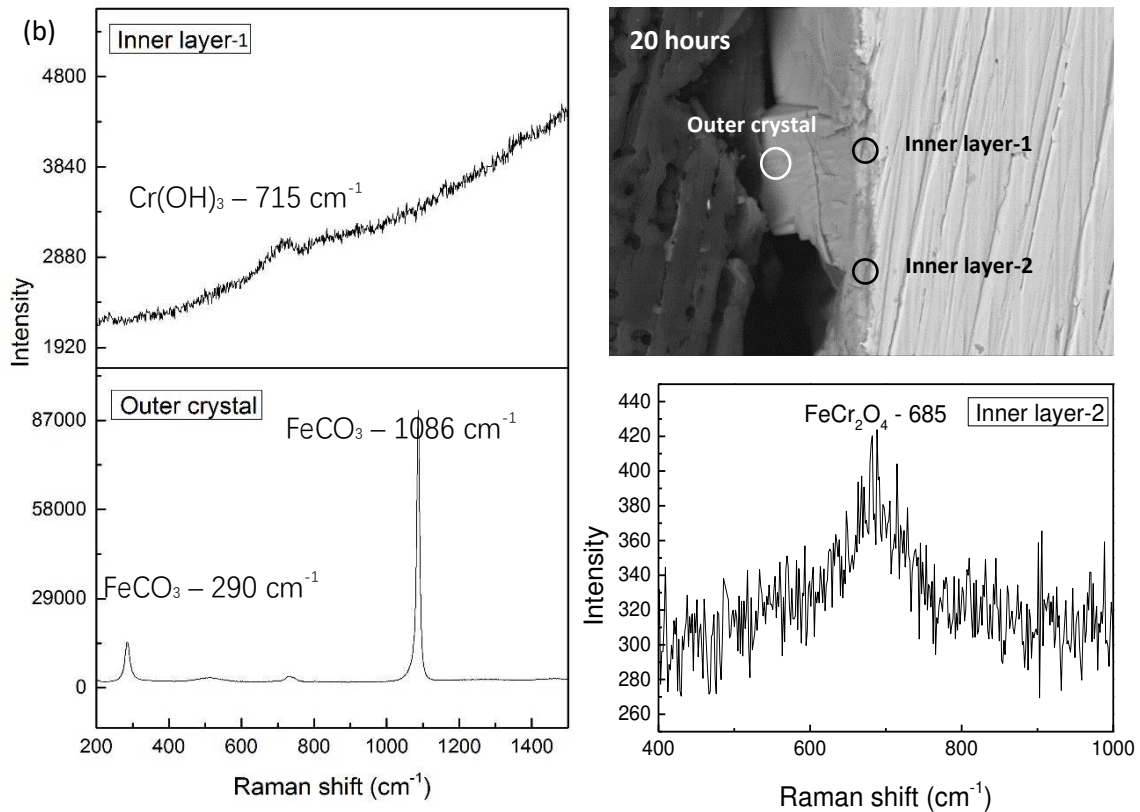 (b)
Inner layer-1
4800
3840
2880
1920
Cr(OH)₃ – 715 cm⁻¹
Intensity
Outer crystal
87000
58000
29000
0
FeCO₃ – 1086 cm⁻¹
FeCO₃ – 290 cm⁻¹
200 400 600 800 1000 1200 1400
Raman shift (cm⁻¹)
20 hours
Outer crystal
Inner layer-1
Inner layer-2
440
420
400
380
360
340
320
300
280
260
FeCr₂O₄ - 685
Inner layer-2
Intensity
400 600 800 1000
Raman shift (cm⁻¹)